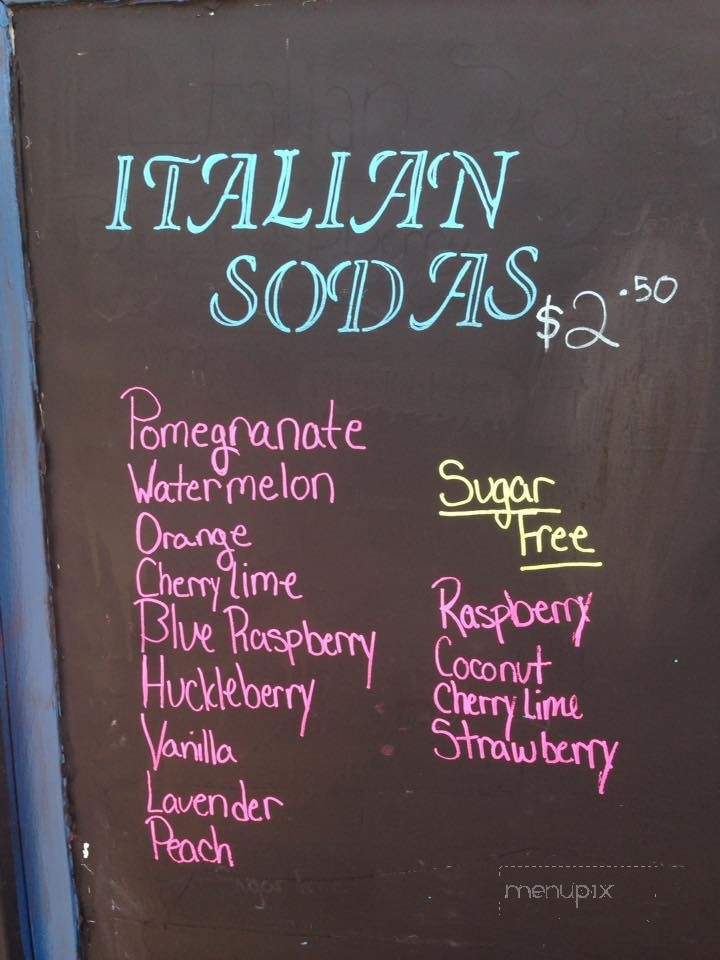 ITALIAN
SODAS $2.50
Pomegranate
Watermelon
Orange
Cherry lime
Blue Raspberry
Huckleberry
Vanilla
Lavender
Peach
Sugar
Free
Raspberry
Coconut
Cherry Lime
Strawberry
menupix